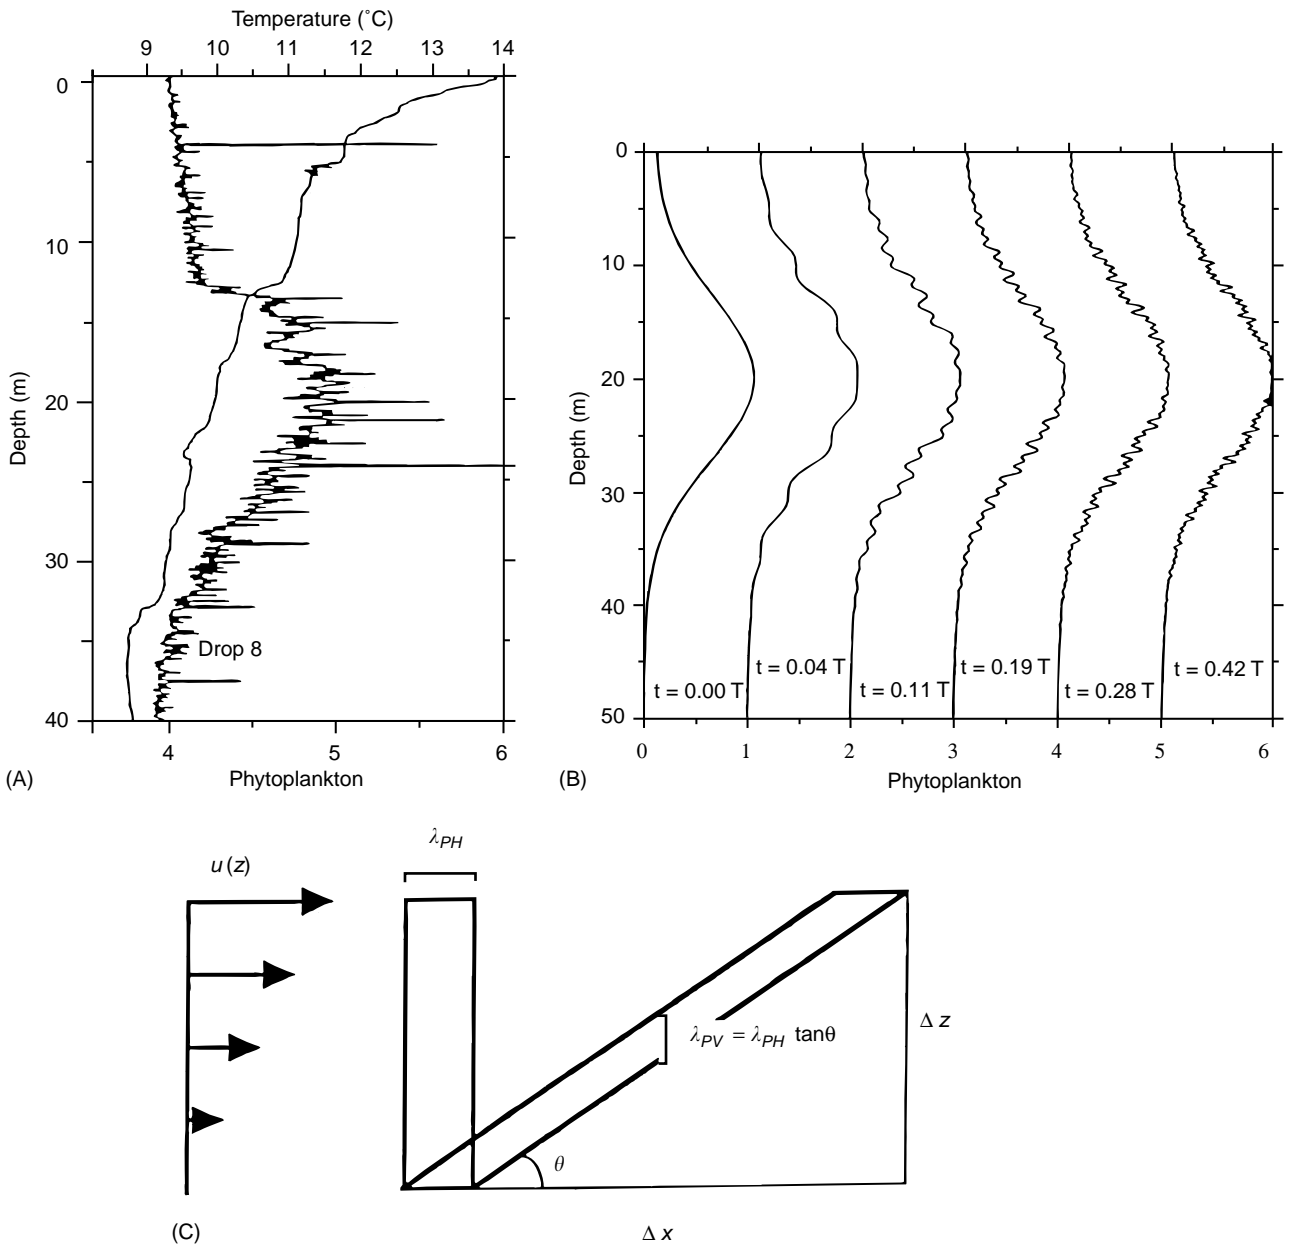 Temperature (°C)
9 10 11 12 13 14
0
10
20
30
40
Depth (m)
Drop 8
4 5 6
Phytoplankton
(A)
0
10
20
30
40
50
Depth (m)
t = 0.00 T
t = 0.04 T
t = 0.11 T
t = 0.19 T
t = 0.28 T
t = 0.42 T
0 1 2 3 4 5 6
Phytoplankton
(B)
u(z)
λPH
λPV = λPH tanθ
Δ z
θ
Δ x
(C)